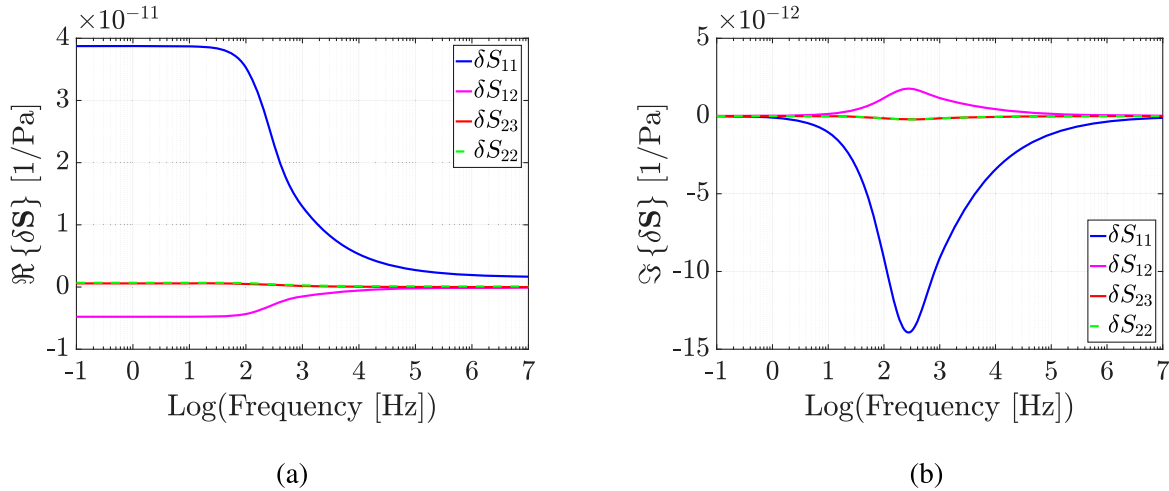 ×10⁻¹¹
4
3
2
1
0
-1
ℜ {δS} [1/Pa]
δS₁₁
δS₁₂
δS₂₃
δS₂₂
-1 0 1 2 3 4 5 6 7
Log(Frequency [Hz])
(a)
×10⁻¹²
5
0
-5
-10
-15
ℑ {δS} [1/Pa]
δS₁₁
δS₁₂
δS₂₃
δS₂₂
-1 0 1 2 3 4 5 6 7
Log(Frequency [Hz])
(b)